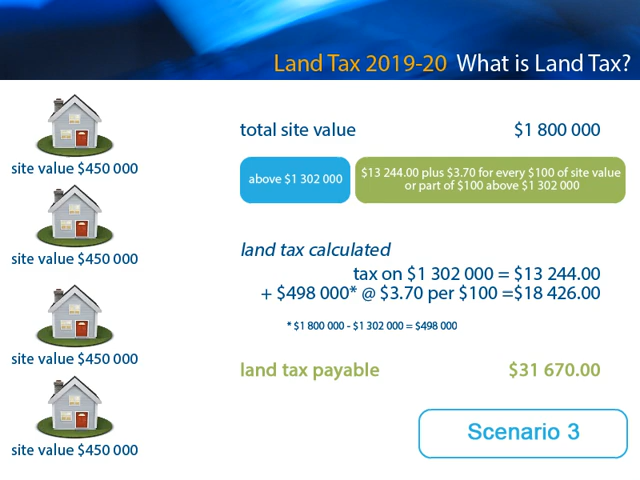 Land Tax 2019-20 What is Land Tax?
site value $450 000
site value $450 000
site value $450 000
site value $450 000
total site value $1 800 000
above $1 302 000
$13 244.00 plus $3.70 for every $100 of site value
or part of $100 above $1 302 000
land tax calculated
tax on $1 302 000 = $13 244.00
+ $498 000* @ $3.70 per $100 =$18 426.00
* $1 800 000 - $1 302 000 = $498 000
land tax payable $31 670.00
Scenario 3